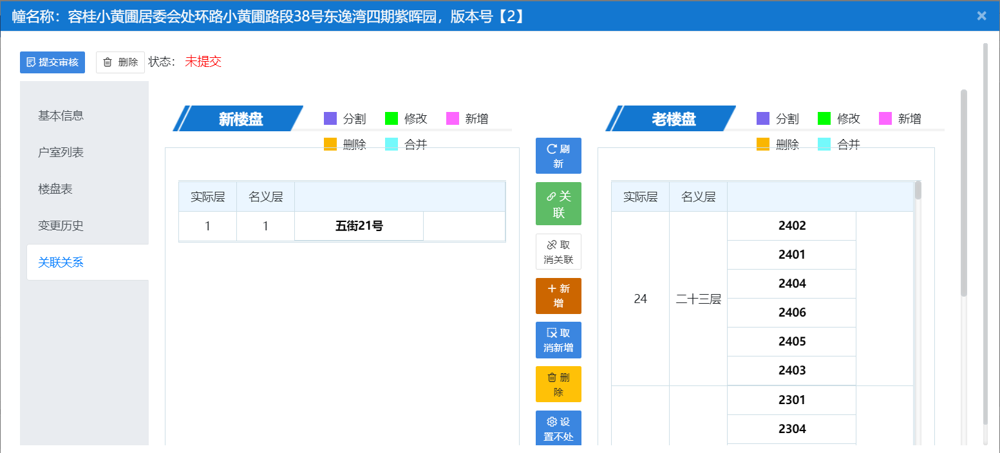 幢名称：容桂小黄圃居委会处环路小黄圃路段38号东逸湾四期紫晖园，版本号【2】
提交审核 删除 状态： 未提交
基本信息
户室列表
楼盘表
变更历史
关联关系
新楼盘 分割 修改 新增
删除 合并
实际层 名义层
1 1 五街21号
刷
新
关
联
取
消关联
新
增
取
消新增
删
除
设
置不处
老楼盘 分割 修改 新增
删除 合并
实际层 名义层
24 二十三层
2402
2401
2404
2406
2405
2403
2301
2304